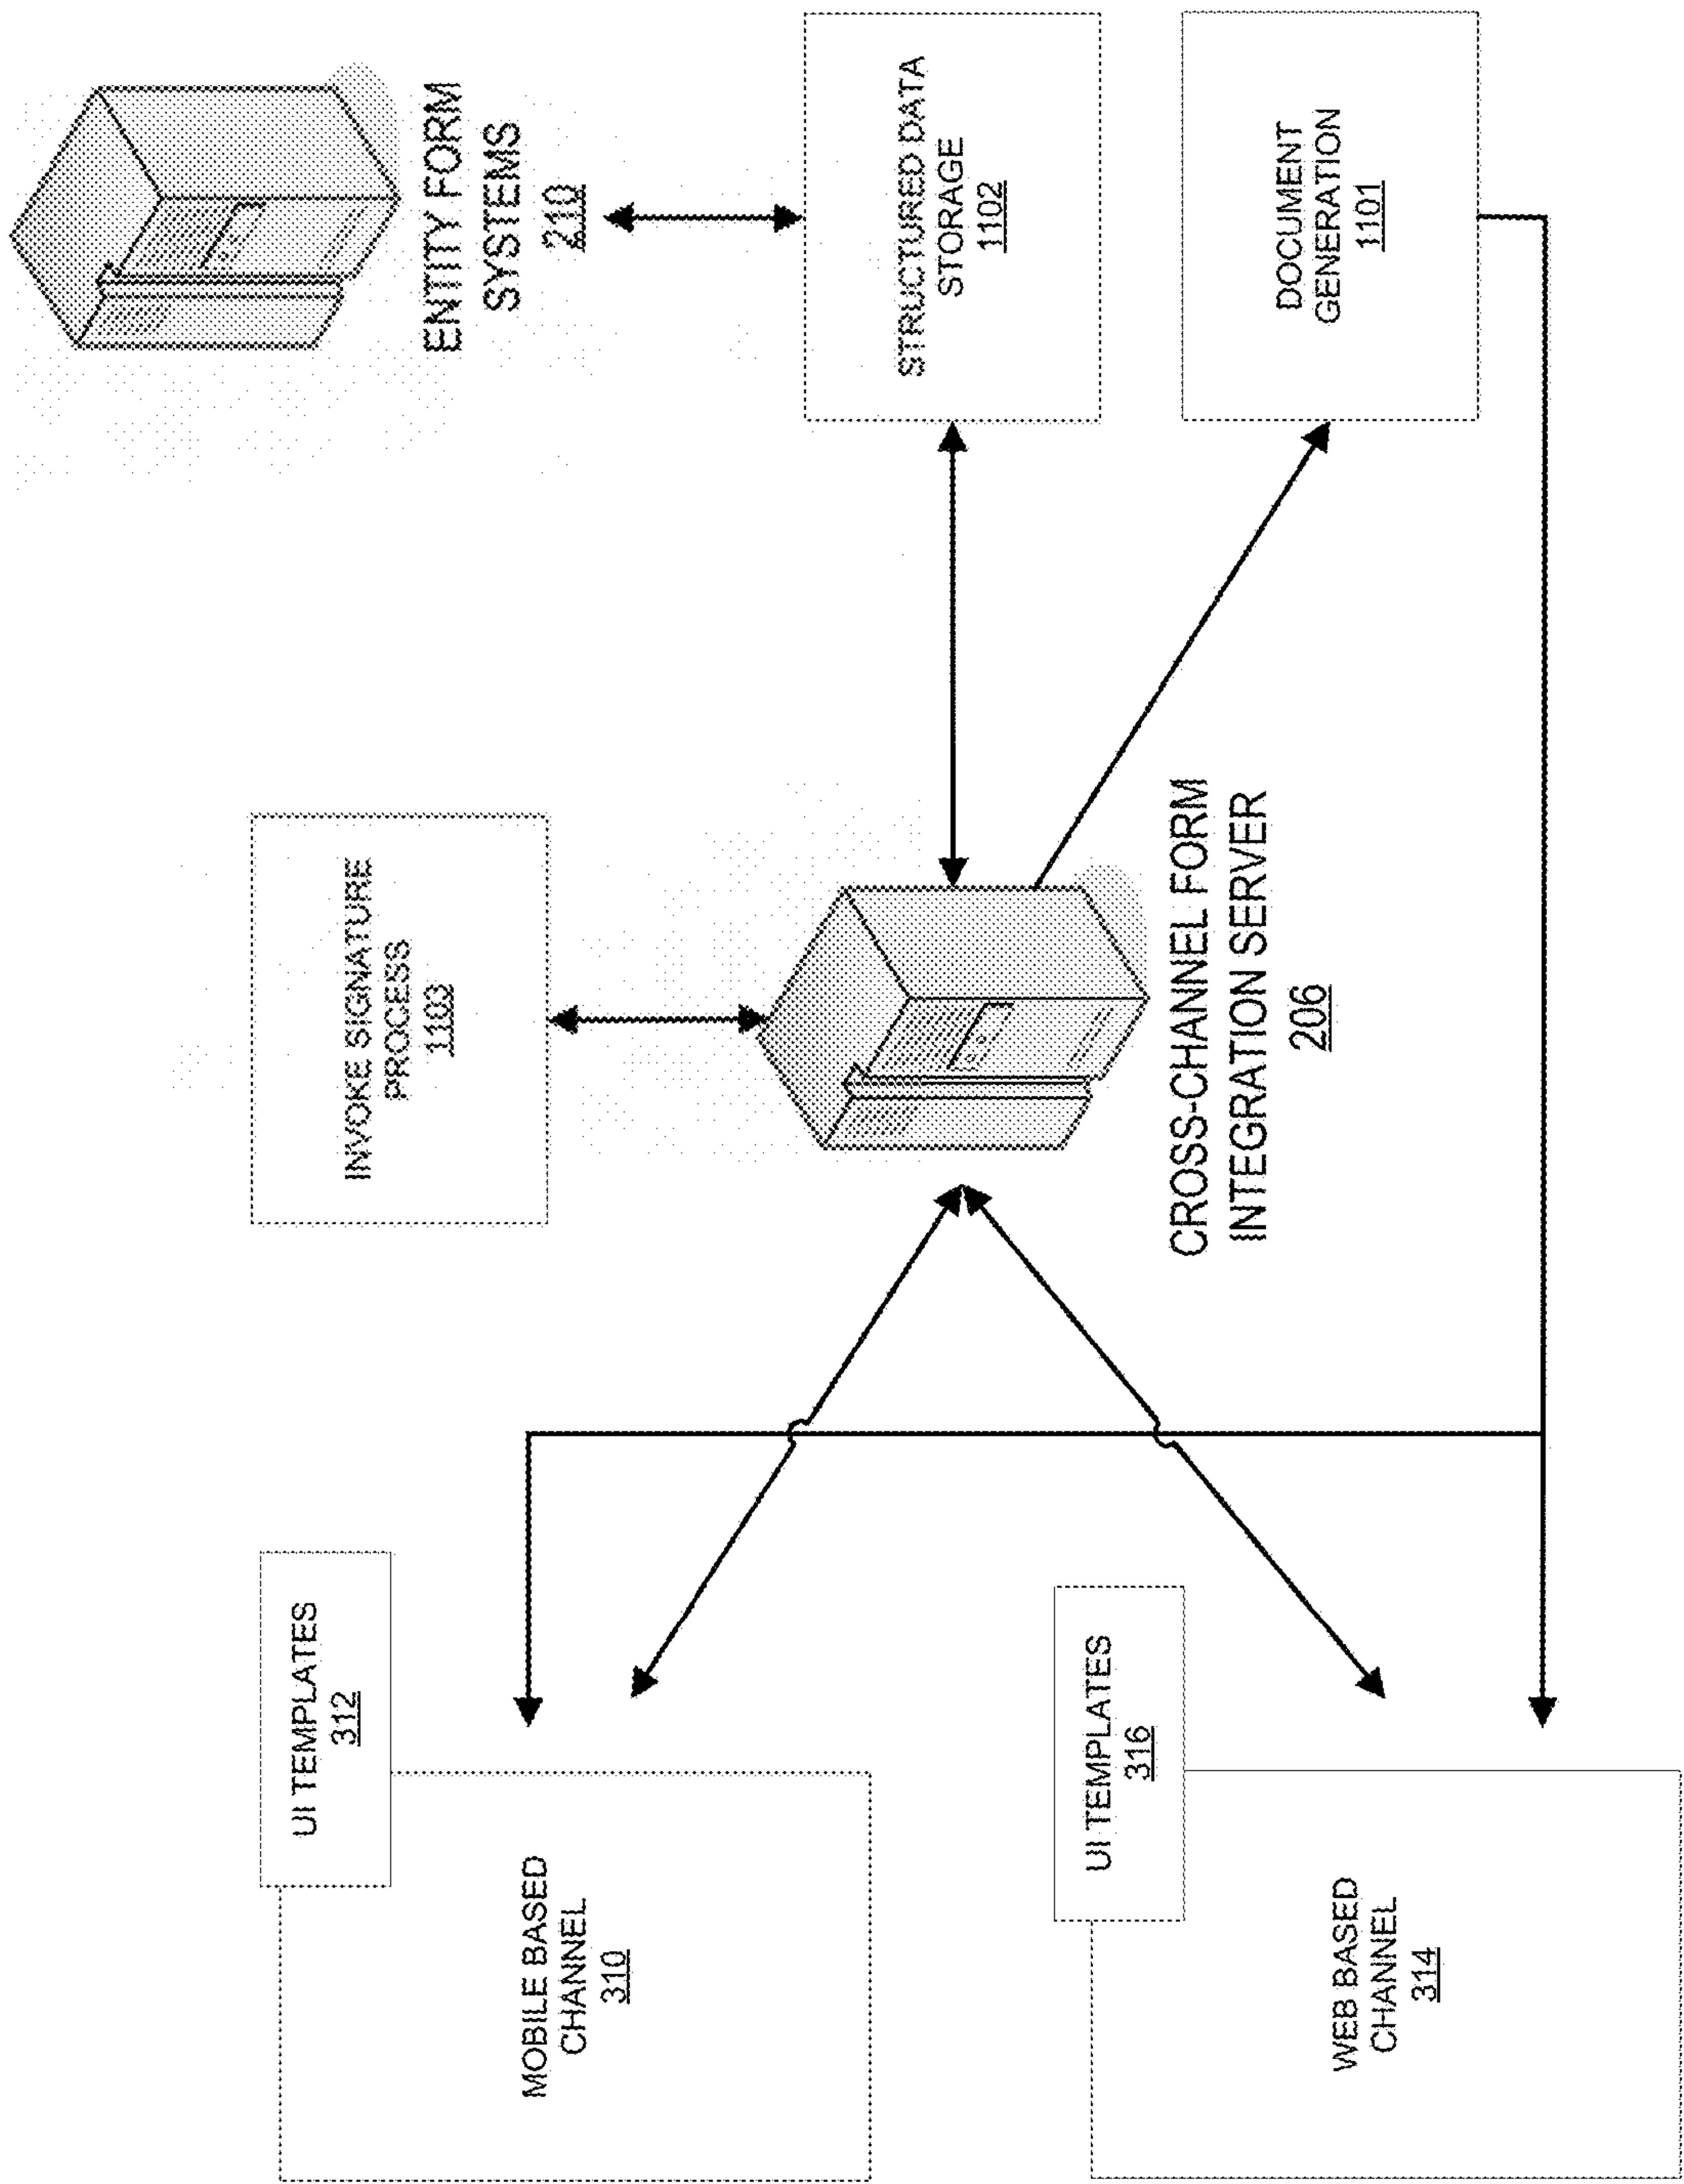 MOBILE BASED
CHANNEL
310
UI TEMPLATES
312
WEB BASED
CHANNEL
314
UI TEMPLATES
316
INVOKE SIGNATURE
PROCESS
1103
CROSS-CHANNEL FORM
INTEGRATION SERVER
206
ENTITY FORM
SYSTEMS
210
STRUCTURED DATA
STORAGE
1102
DOCUMENT
GENERATION
1101